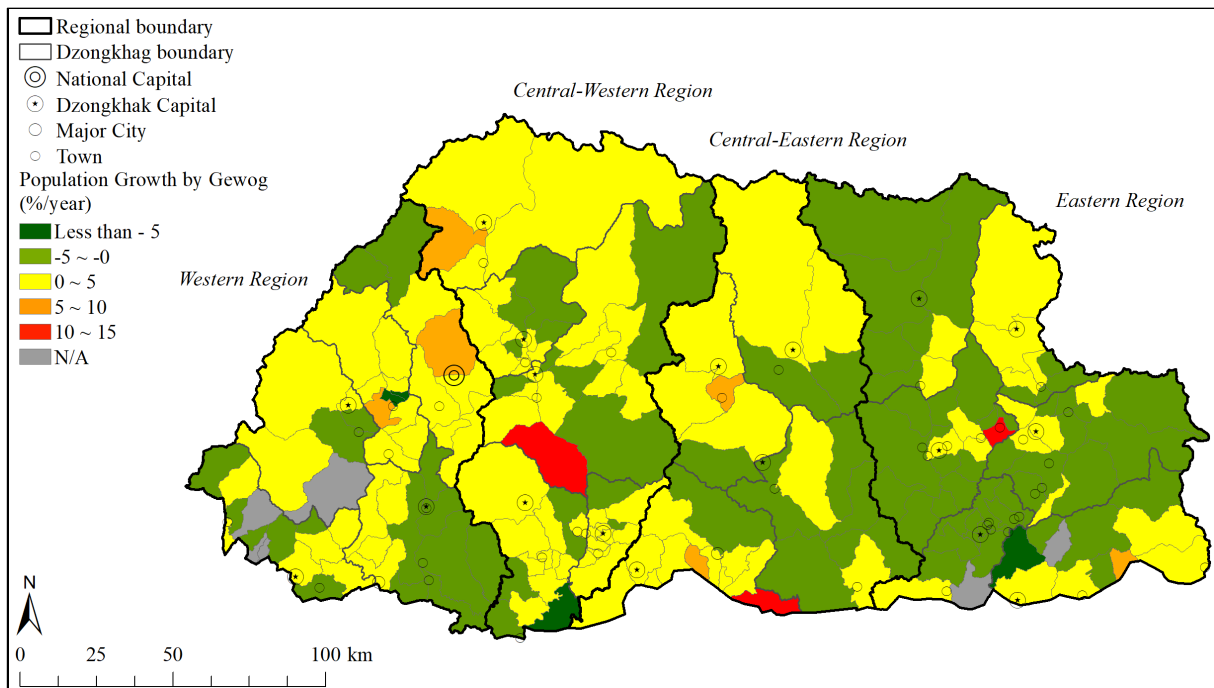 Regional boundary
Dzongkhag boundary
National Capital
Dzongkhak Capital
Major City
Town
Population Growth by Gewog
(%/year)
Less than - 5
-5 ~ -0
0 ~ 5
5 ~ 10
10 ~ 15
N/A
Central-Western Region
Central-Eastern Region
Eastern Region
Western Region
N
0 25 50 100 km